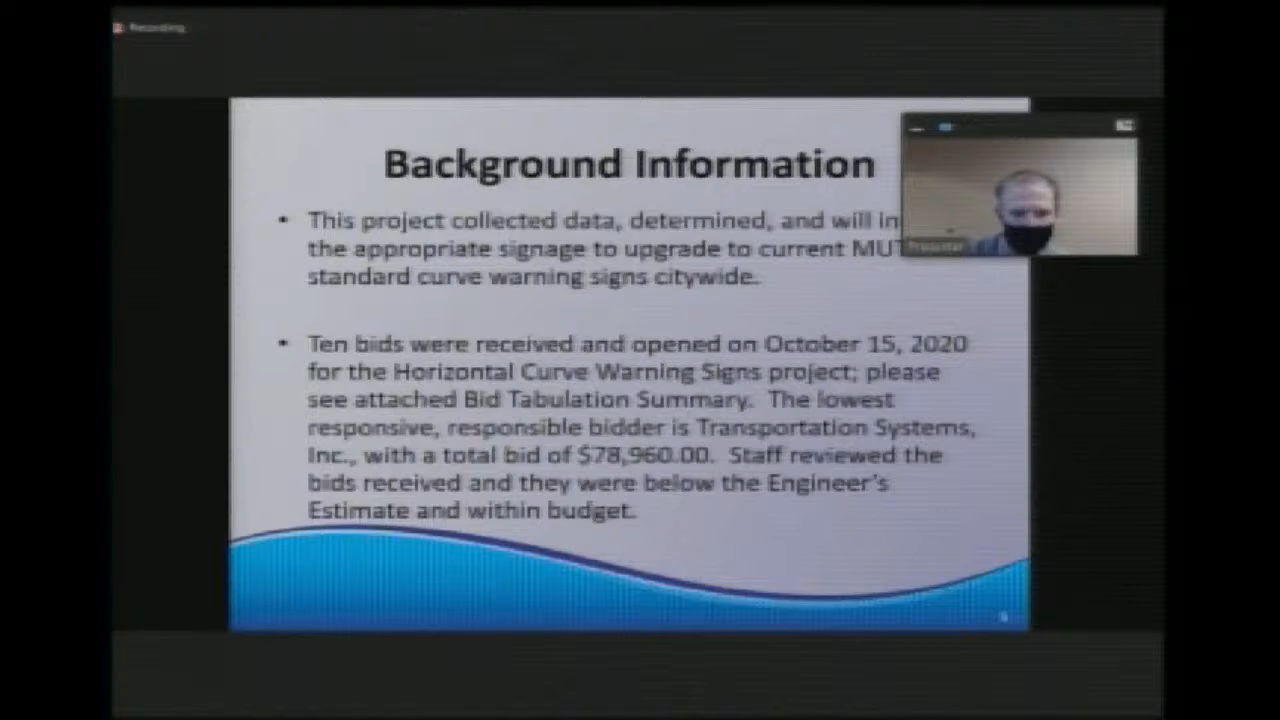 Recording
Background Information
• This project collected data, determined, and will in
the appropriate signage to upgrade to current MUT
standard curve warning signs citywide.
• Ten bids were received and opened on October 15, 2020
for the Horizontal Curve Warning Signs project; please
see attached Bid Tabulation Summary. The lowest
responsive, responsible bidder is Transportation Systems,
Inc., with a total bid of $78,960.00. Staff reviewed the
bids received and they were below the Engineer's
Estimate and within budget.